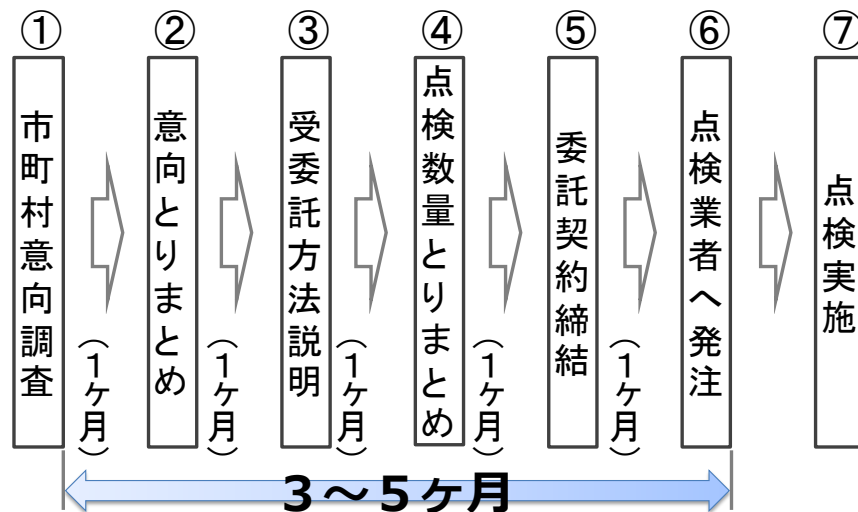 ①
市町村意向調査
（１ヶ月）
②
意向とりまとめ
（１ヶ月）
③
受委託方法説明
（１ヶ月）
④
点検数量とりまとめ
（１ヶ月）
⑤
委託契約締結
（１ヶ月）
⑥
点検業者へ発注
⑦
点検実施
３～５ヶ月